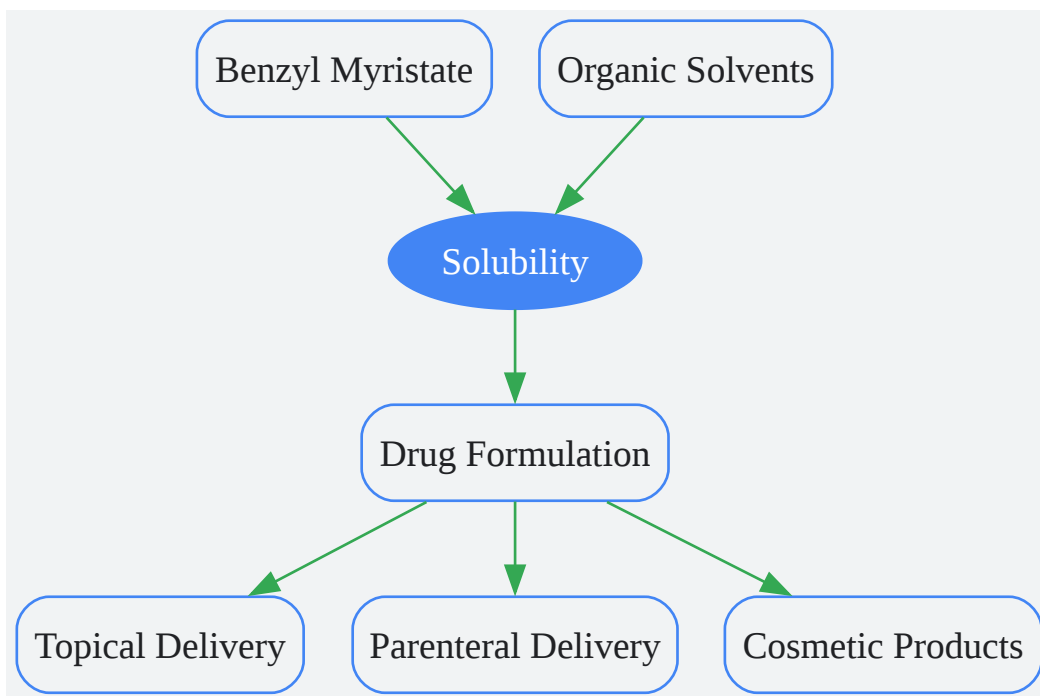 Benzyl Myristate
Organic Solvents
Solubility
Drug Formulation
Topical Delivery
Parenteral Delivery
Cosmetic Products